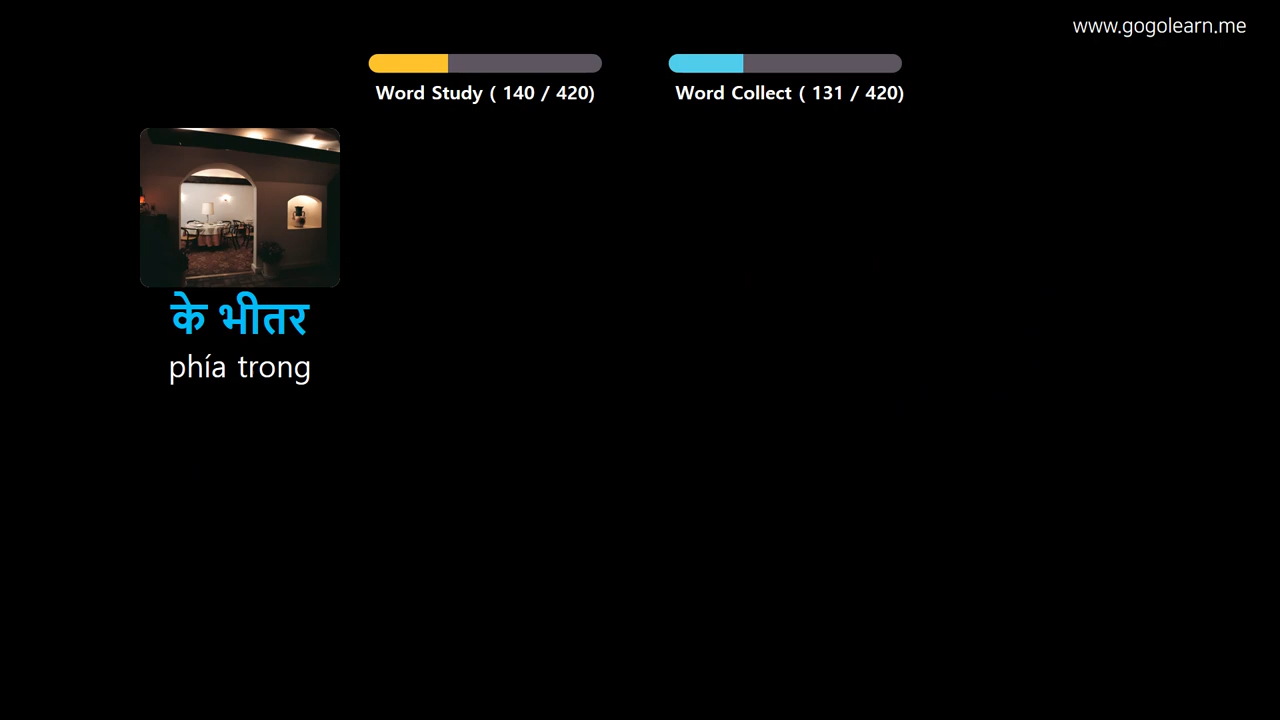 www.gogolearn.me
Word Study ( 140 / 420)
Word Collect ( 131 / 420)
के भीतर
phía trong